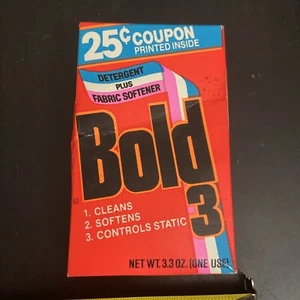 25¢ COUPON
PRINTED INSIDE
DETERGENT
PLUS
FABRIC SOFTENER
Bold
3
1. CLEANS
2. SOFTENS
3. CONTROLS STATIC
NET WT. 3.3 OZ. (ONE USE)